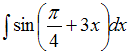 ∫sin(π/4 + 3x)dx